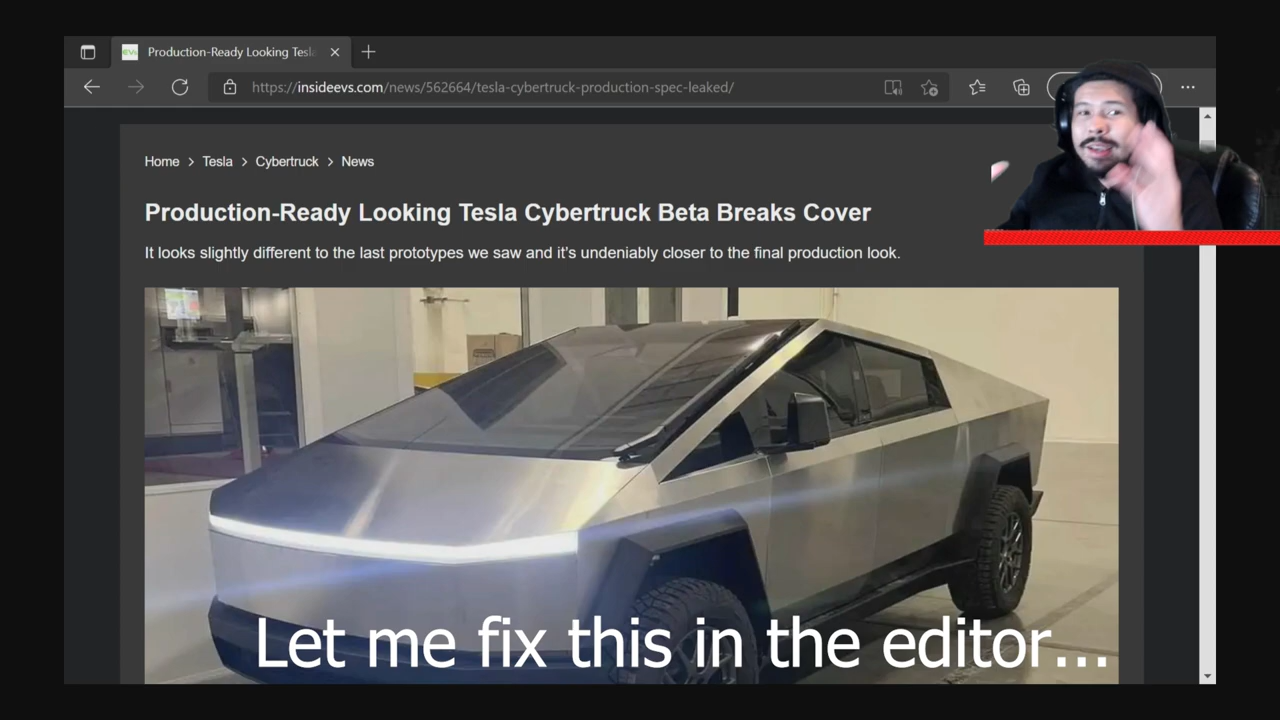 Production-Ready Looking Tesl
https://insideevs.com/news/562664/tesla-cybertruck-production-spec-leaked/
Home > Tesla > Cybertruck > News
Production-Ready Looking Tesla Cybertruck Beta Breaks Cover
It looks slightly different to the last prototypes we saw and it's undeniably closer to the final production look.
Let me fix this in the editor...